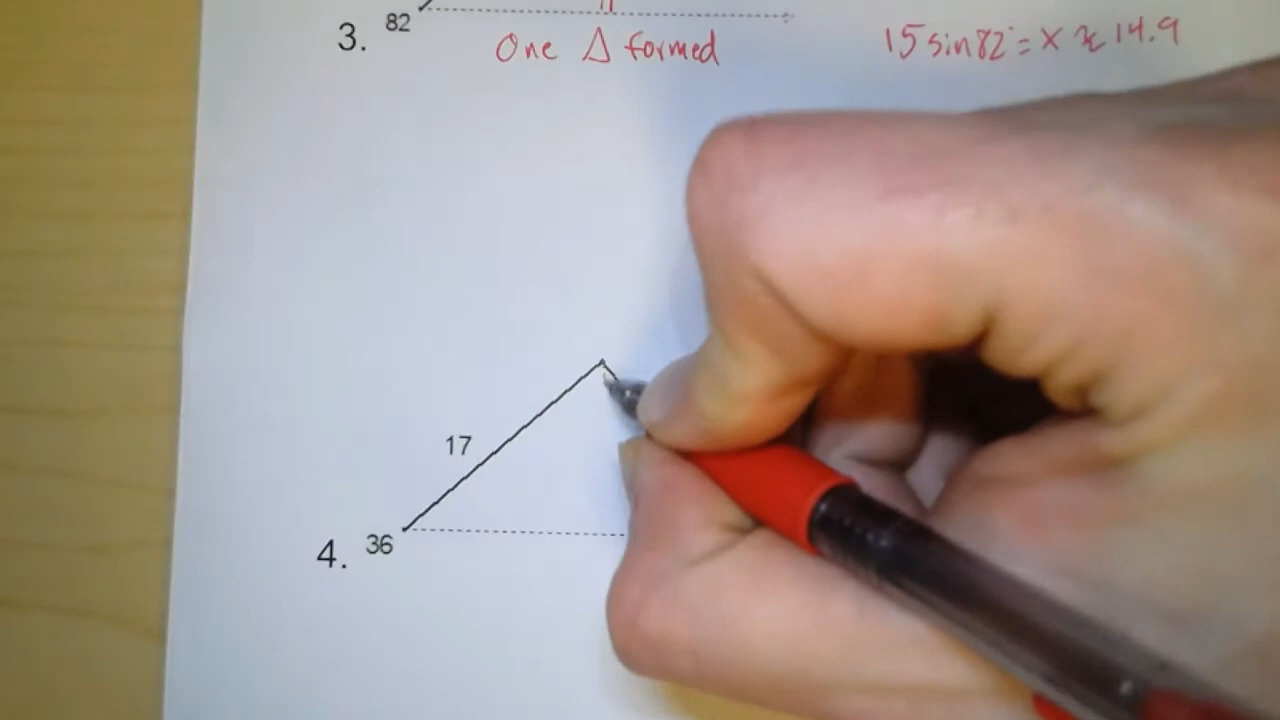 3. 82
One Δ formed
15 sin 82° = x ≈ 14.9
17
4. 36